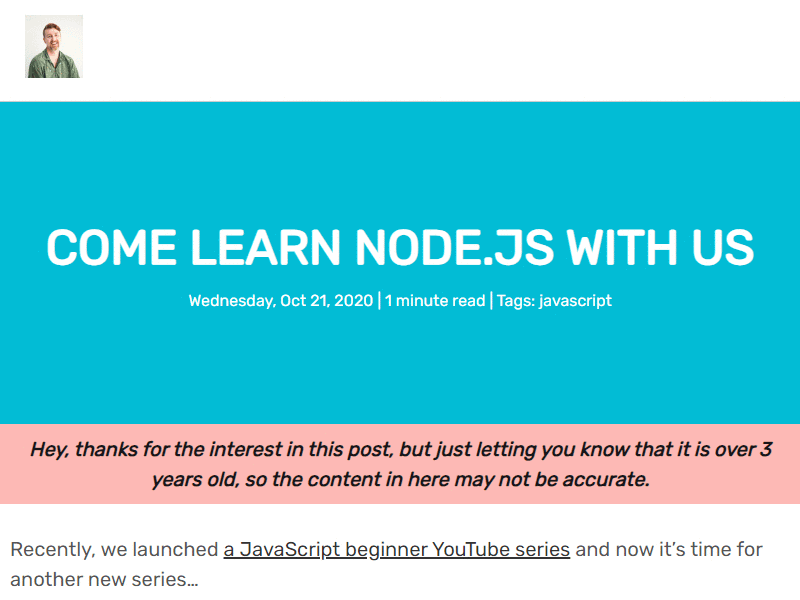 COME LEARN NODE.JS WITH US
Wednesday, Oct 21, 2020 | 1 minute read | Tags: javascript
Hey, thanks for the interest in this post, but just letting you know that it is over 3
years old, so the content in here may not be accurate.
Recently, we launched a JavaScript beginner YouTube series and now it’s time for
another new series…